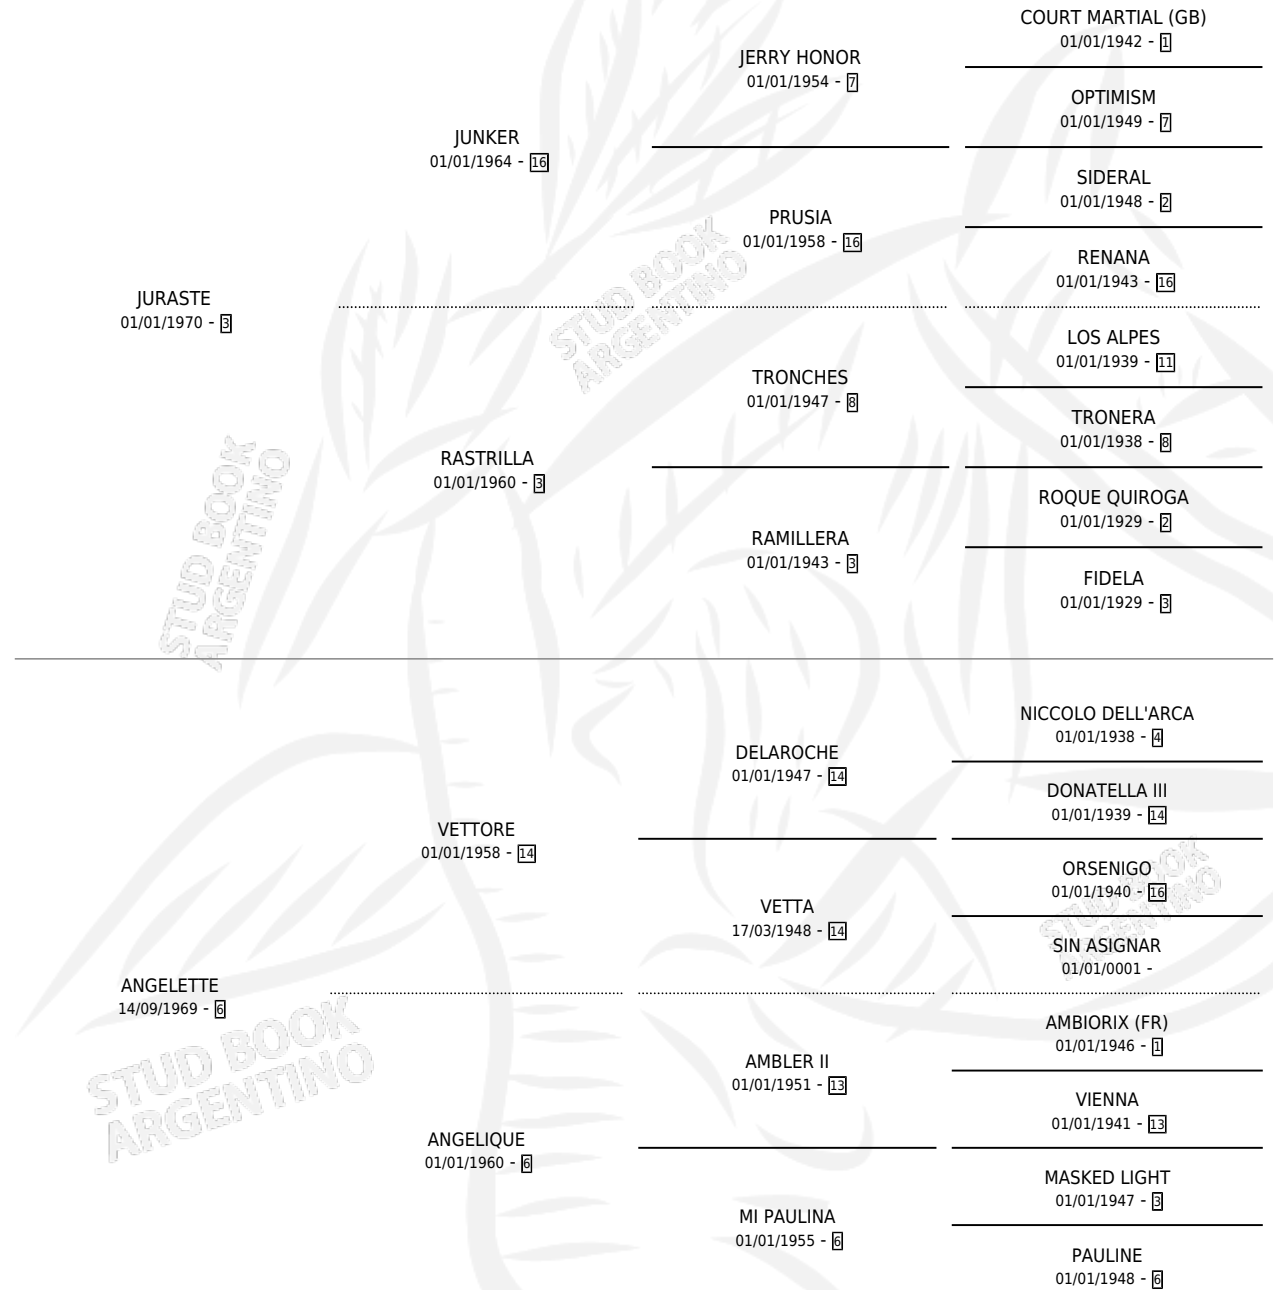 COURT MARTIAL (GB)
01/01/1942 - 1
JERRY HONOR
01/01/1954 - 7
OPTIMISM
01/01/1949 - 7
JUNKER
01/01/1964 - 16
SIDERAL
01/01/1948 - 2
PRUSIA
01/01/1958 - 16
RENANA
01/01/1943 - 16
JURASTE
01/01/1970 - 3
LOS ALPES
01/01/1939 - 11
TRONCHES
01/01/1947 - 8
TRONERA
01/01/1938 - 8
RASTRILLA
01/01/1960 - 3
ROQUE QUIROGA
01/01/1929 - 2
RAMILLERA
01/01/1943 - 3
FIDELA
01/01/1929 - 3
NICCOLO DELL'ARCA
01/01/1938 - 4
DELAROCHE
01/01/1947 - 14
DONATELLA III
01/01/1939 - 14
VETTORE
01/01/1958 - 14
ORSENIGO
01/01/1940 - 16
VETTA
17/03/1948 - 14
SIN ASIGNAR
01/01/0001 -
ANGELETTE
14/09/1969 - 6
AMBIORIX (FR)
01/01/1946 - 1
AMBLER II
01/01/1951 - 13
VIENNA
01/01/1941 - 13
ANGELIQUE
01/01/1960 - 6
MASKED LIGHT
01/01/1947 - 3
MI PAULINA
01/01/1955 - 6
PAULINE
01/01/1948 - 6
STUD BOOK
ARGENTINO
STUD BOOK
ARGENTINO
STUD BOOK
ARGENTINO
STUD BOOK
ARGENTINO